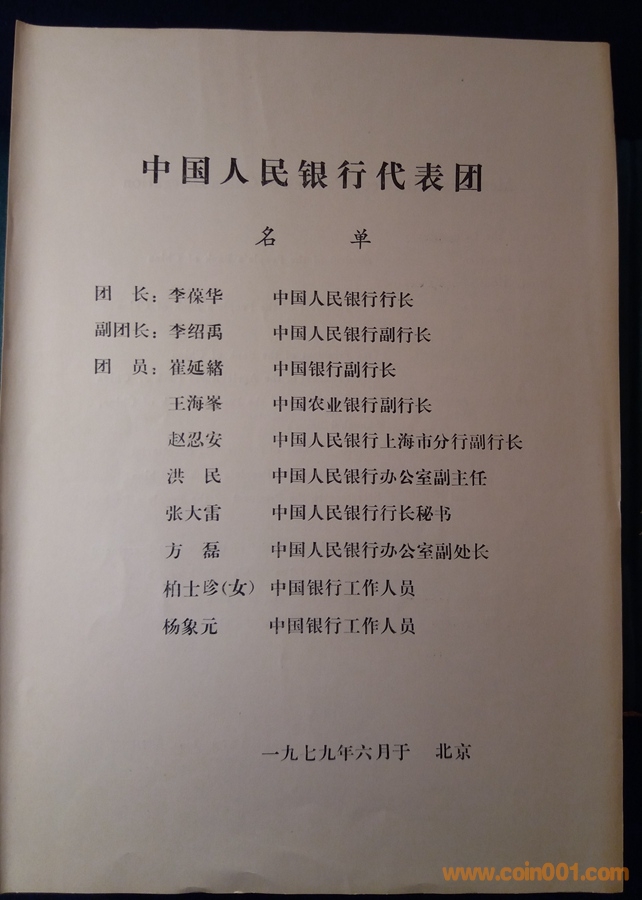 中国人民银行代表团
名 单
团 长：李葆华 中国人民银行行长
副团长：李绍禹 中国人民银行副行长
团 员：崔延緒 中国银行副行长
王海峯 中国农业银行副行长
赵忍安 中国人民银行上海市分行副行长
洪 民 中国人民银行办公室副主任
张大雷 中国人民银行行长秘书
方 磊 中国人民银行办公室副处长
柏士珍(女) 中国银行工作人员
杨象元 中国银行工作人员
一九七九年六月于 北京
www.coin001.com